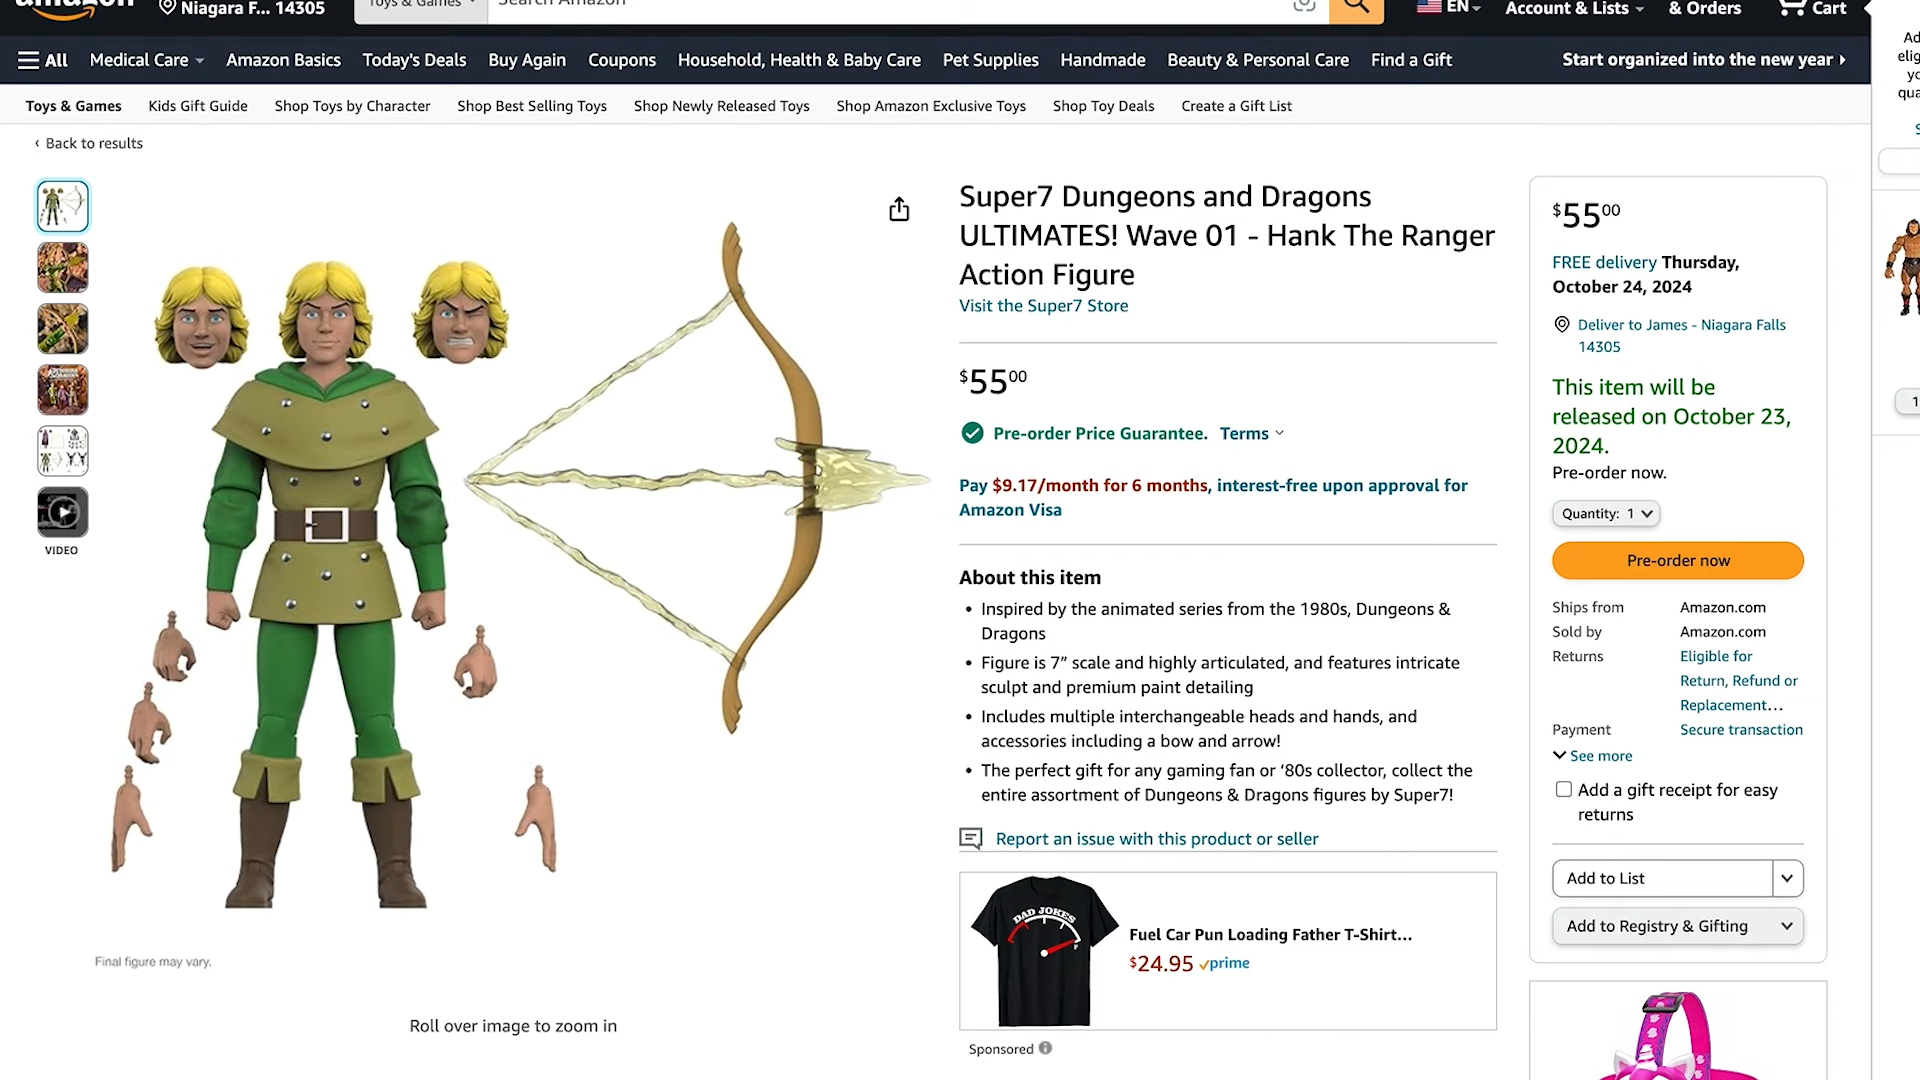 amazon
Niagara F... 14305
Toys & Games
Search Amazon
EN
Account & Lists
& Orders
Cart
All
Medical Care
Amazon Basics
Today's Deals
Buy Again
Coupons
Household, Health & Baby Care
Pet Supplies
Handmade
Beauty & Personal Care
Find a Gift
Start organized into the new year
Toys & Games
Kids Gift Guide
Shop Toys by Character
Shop Best Selling Toys
Shop Newly Released Toys
Shop Amazon Exclusive Toys
Shop Toy Deals
Create a Gift List
‹ Back to results
VIDEO
Final figure may vary.
Roll over image to zoom in
Super7 Dungeons and Dragons
ULTIMATES! Wave 01 - Hank The Ranger
Action Figure
Visit the Super7 Store
$5500
Pre-order Price Guarantee. Terms
Pay $9.17/month for 6 months, interest-free upon approval for
Amazon Visa
About this item
• Inspired by the animated series from the 1980s, Dungeons &
Dragons
• Figure is 7” scale and highly articulated, and features intricate
sculpt and premium paint detailing
• Includes multiple interchangeable heads and hands, and
accessories including a bow and arrow!
• The perfect gift for any gaming fan or ‘80s collector, collect the
entire assortment of Dungeons & Dragons figures by Super7!
Report an issue with this product or seller
DAD JOKES
F
Fuel Car Pun Loading Father T-Shirt...
$24.95 prime
Sponsored
$5500
FREE delivery Thursday,
October 24, 2024
Deliver to James - Niagara Falls
14305
This item will be
released on October 23,
2024.
Pre-order now.
Quantity: 1
Pre-order now
Ships from Amazon.com
Sold by Amazon.com
Returns Eligible for
Return, Refund or
Replacement...
Payment Secure transaction
See more
Add a gift receipt for easy
returns
Add to List
Add to Registry & Gifting
1